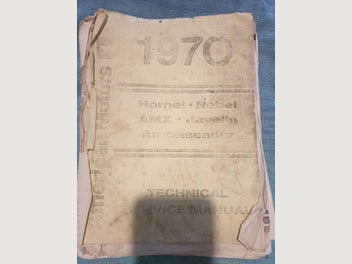 1970
Hornet • Rebel
AMX • Javelin
Ambassador
TECHNICAL
SERVICE MANUAL
American Motors